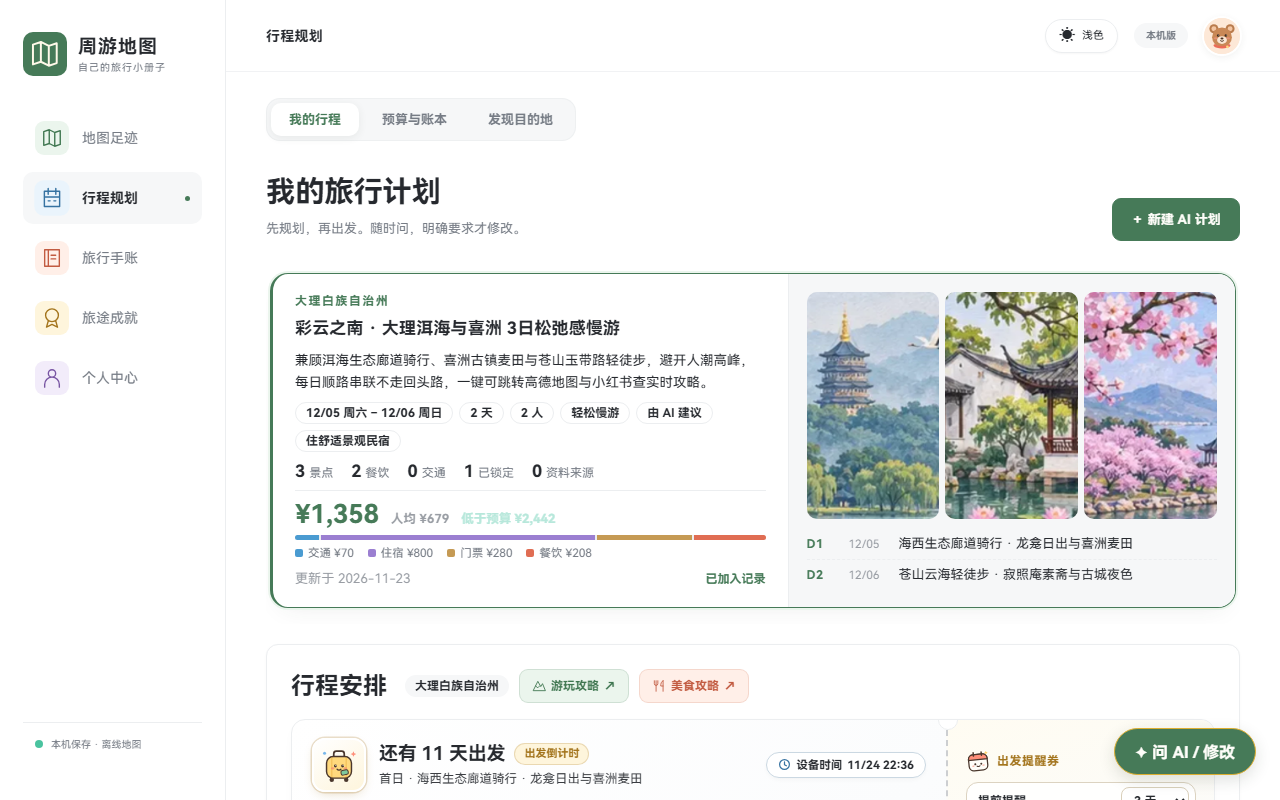 周游地图
自己的旅行小册子
地图足迹
行程规划
旅行手账
旅途成就
个人中心
本机保存 · 离线地图
行程规划
浅色
本机版
我的行程
预算与账本
发现目的地
我的旅行计划
先规划，再出发。随时问，明确要求才修改。
+ 新建 AI 计划
大理白族自治州
彩云之南 · 大理洱海与喜洲 3日松弛感慢游
兼顾洱海生态廊道骑行、喜洲古镇麦田与苍山玉带路轻徒步，避开人潮高峰，
每日顺路串联不走回头路，一键可跳转高德地图与小红书查实时攻略。
12/05 周六 – 12/06 周日
2 天
2 人
轻松慢游
由 AI 建议
住舒适景观民宿
3 景点 2 餐饮 0 交通 1 已锁定 0 资料来源
¥1,358 人均 ¥679 低于预算 ¥2,442
交通 ¥70 住宿 ¥800 门票 ¥280 餐饮 ¥208
更新于 2026-11-23
已加入记录
D1 12/05 海西生态廊道骑行 · 龙龛日出与喜洲麦田
D2 12/06 苍山云海轻徒步 · 寂照庵素斋与古城夜色
行程安排
大理白族自治州
游玩攻略 ↗
美食攻略 ↗
还有 11 天出发
出发倒计时
首日 · 海西生态廊道骑行 · 龙龛日出与喜洲麦田
设备时间 11/24 22:36
出发提醒券
提前提醒
3 天
✦ 问 AI / 修改